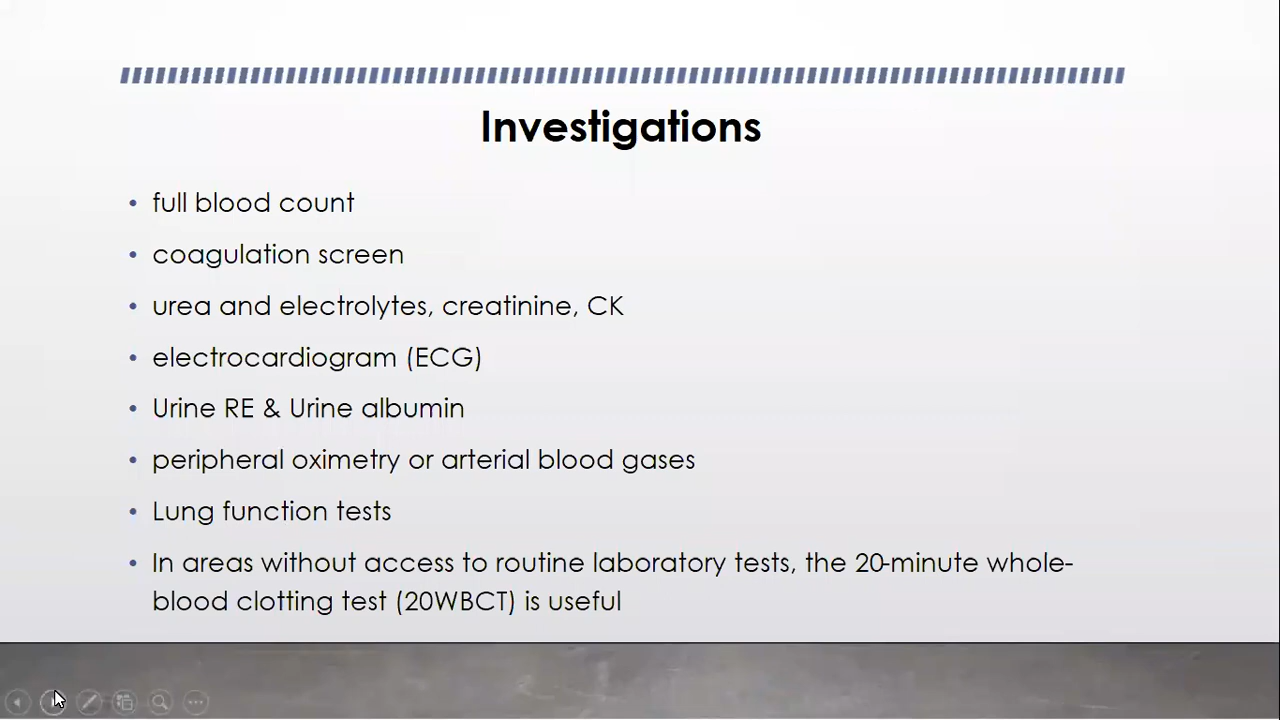 Investigations
• full blood count
• coagulation screen
• urea and electrolytes, creatinine, CK
• electrocardiogram (ECG)
• Urine RE & Urine albumin
• peripheral oximetry or arterial blood gases
• Lung function tests
• In areas without access to routine laboratory tests, the 20-minute whole-
blood clotting test (20WBCT) is useful